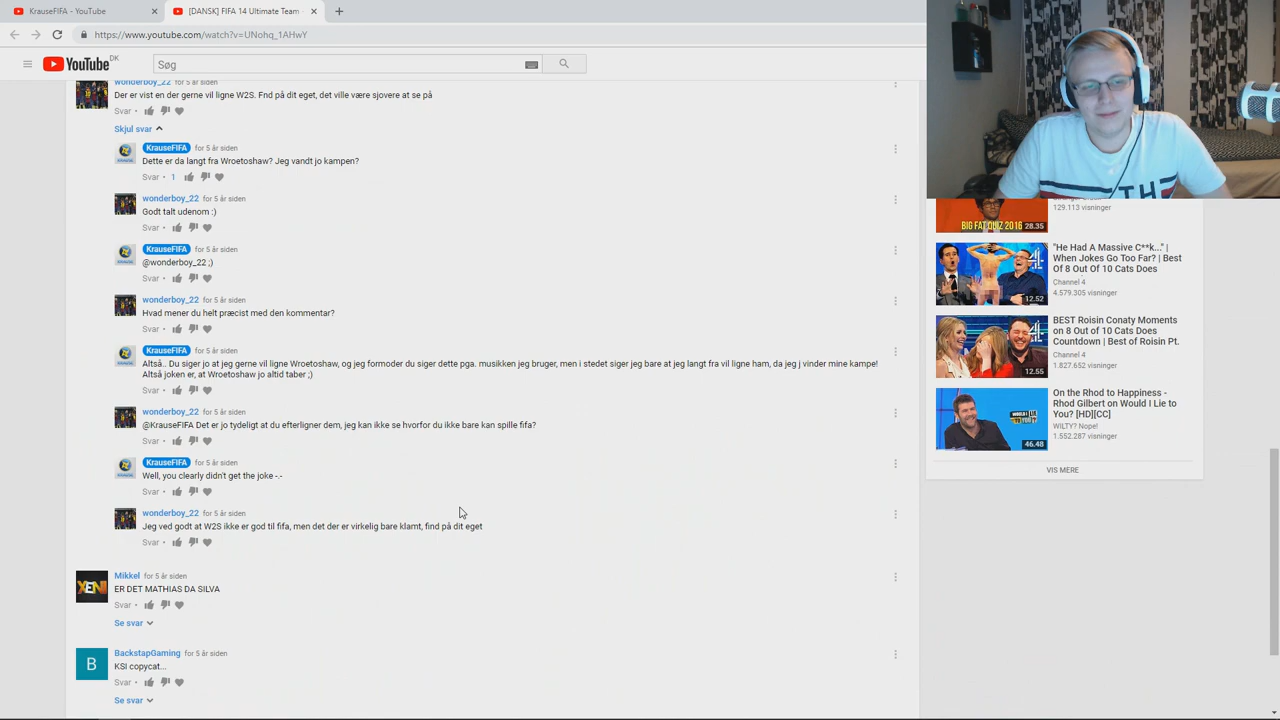 KrauseFIFA - YouTube
[DANSK] FIFA 14 Ultimate Team -
https://www.youtube.com/watch?v=UNohq_1AHwY
YouTube DK
Søg
wonderboy_22 for 5 år siden
Der er vist en der gerne vil ligne W2S. Fnd på dit eget, det ville være sjovere at se på
Svar
Skjul svar
KrauseFIFA for 5 år siden
Dette er da langt fra Wroetoshaw? Jeg vandt jo kampen?
Svar 1
wonderboy_22 for 5 år siden
Godt talt udenom :)
Svar
KrauseFIFA for 5 år siden
@wonderboy_22 ;)
Svar
wonderboy_22 for 5 år siden
Hvad mener du helt præcist med den kommentar?
Svar
KrauseFIFA for 5 år siden
Altså.. Du siger jo at jeg gerne vil ligne Wroetoshaw, og jeg formoder du siger dette pga. musikken jeg bruger, men i stedet siger jeg bare at jeg langt fra vil ligne ham, da jeg j vinder mine kampe!
Altså joken er, at Wroetoshaw jo altid taber ;)
Svar
wonderboy_22 for 5 år siden
@KrauseFIFA Det er jo tydeligt at du efterligner dem, jeg kan ikke se hvorfor du ikke bare kan spille fifa?
Svar
KrauseFIFA for 5 år siden
Well, you clearly didn't get the joke -.-
Svar
wonderboy_22 for 5 år siden
Jeg ved godt at W2S ikke er god til fifa, men det der er virkelig bare klamt, find på dit eget
Svar
Mikkel for 5 år siden
ER DET MATHIAS DA SILVA
Svar
Se svar
BackstapGaming for 5 år siden
KSI copycat...
Svar
Se svar
XENI
B
TH
129.113 visninger
BIG FAT QUIZ 2016
28.35
"He Had A Massive C**k..." |
When Jokes Go Too Far? | Best
Of 8 Out Of 10 Cats Does
Channel 4
4.579.305 visninger
12.52
BEST Roisin Conaty Moments
on 8 Out of 10 Cats Does
Countdown | Best of Roisin Pt.
Channel 4
1.827.652 visninger
12.55
On the Rhod to Happiness -
Rhod Gilbert on Would I Lie to
You? [HD][CC]
WILTY? Nope!
1.552.287 visninger
46.48
VIS MERE